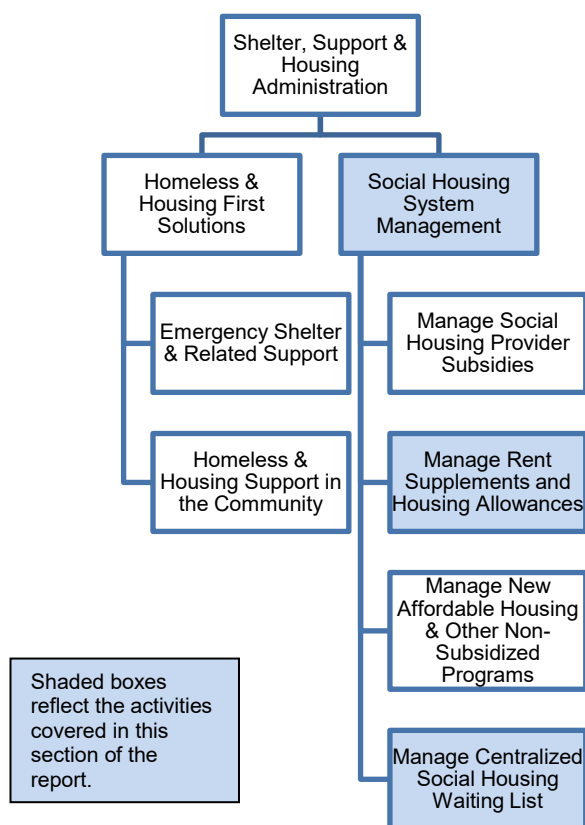 Shelter, Support &
Housing
Administration
Homeless &
Housing First
Solutions
Social Housing
System
Management
Emergency Shelter
& Related Support
Homeless &
Housing Support in
the Community
Manage Social
Housing Provider
Subsidies
Manage Rent
Supplements and
Housing Allowances
Manage New
Affordable Housing
& Other Non-
Subsidized
Programs
Manage Centralized
Social Housing
Waiting List
Shaded boxes
reflect the activities
covered in this
section of the
report.